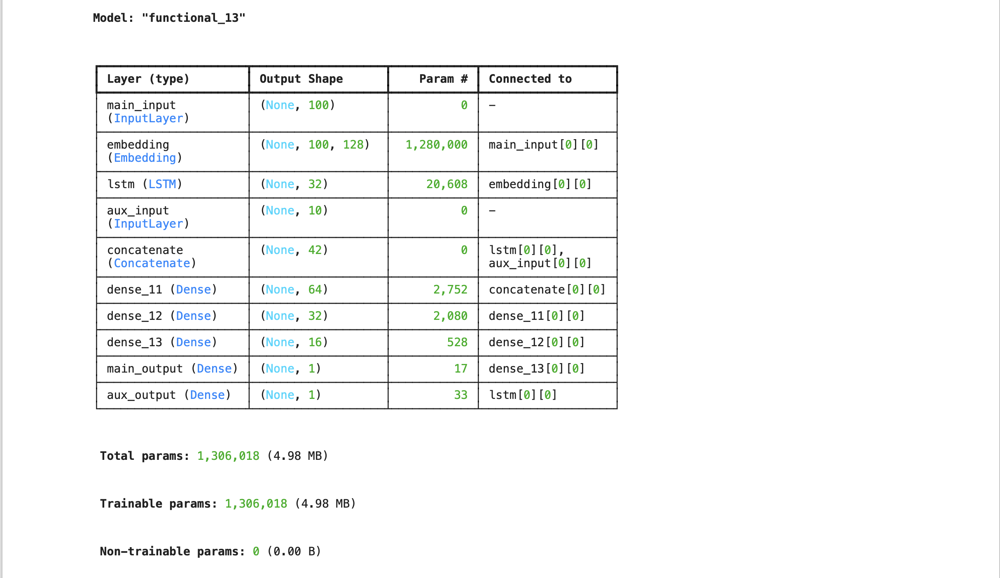 Model: "functional_13"
Layer (type) Output Shape Param # Connected to
main_input (None, 100) 0 –
(InputLayer)
embedding (None, 100, 128) 1,280,000 main_input[0][0]
(Embedding)
lstm (LSTM) (None, 32) 20,608 embedding[0][0]
aux_input (None, 10) 0 –
(InputLayer)
concatenate (None, 42) 0 lstm[0][0],
(Concatenate) aux_input[0][0]
dense_11 (Dense) (None, 64) 2,752 concatenate[0][0]
dense_12 (Dense) (None, 32) 2,080 dense_11[0][0]
dense_13 (Dense) (None, 16) 528 dense_12[0][0]
main_output (Dense) (None, 1) 17 dense_13[0][0]
aux_output (Dense) (None, 1) 33 lstm[0][0]
Total params: 1,306,018 (4.98 MB)
Trainable params: 1,306,018 (4.98 MB)
Non-trainable params: 0 (0.00 B)